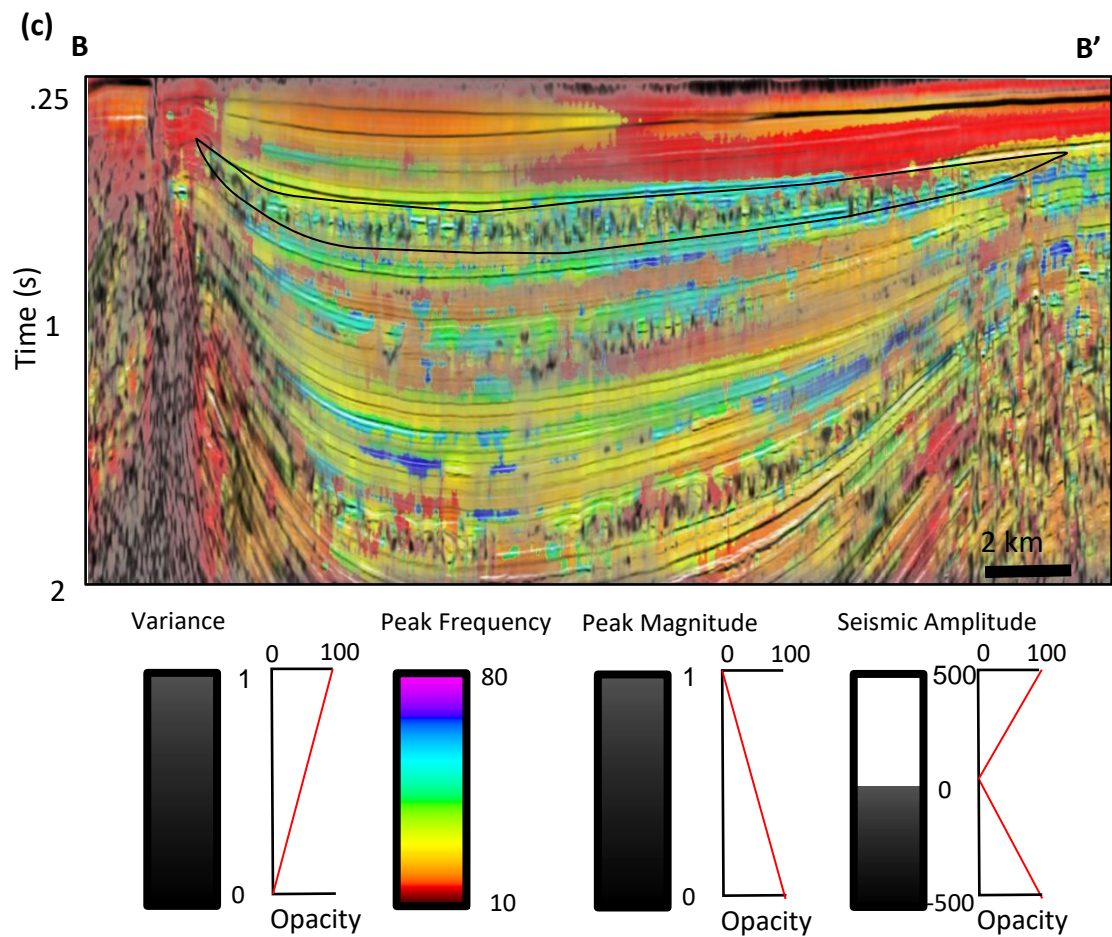 (c)
B
B’
.25
1
2
Time (s)
2 km
Variance
Peak Frequency
Peak Magnitude
Seismic Amplitude
0 100
1
0
Opacity
80
10
0 100
1
0
Opacity
0 100
500
0
-500
Opacity